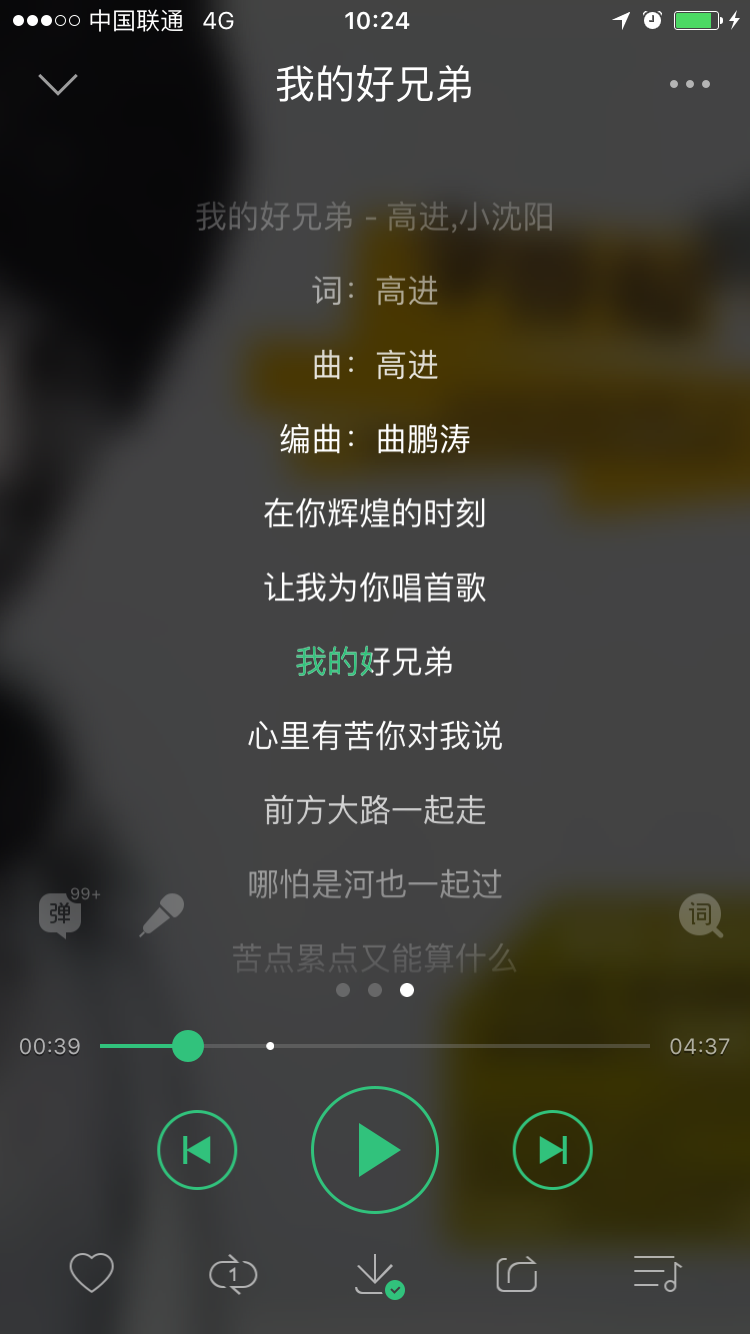 中国联通 4G 10:24
我的好兄弟
我的好兄弟 - 高进,小沈阳
词：高进
曲：高进
编曲：曲鹏涛
在你辉煌的时刻
让我为你唱首歌
我的好兄弟
心里有苦你对我说
前方大路一起走
哪怕是河也一起过
弹 99+ 词
苦点累点又能算什么
00:39 04:37
1